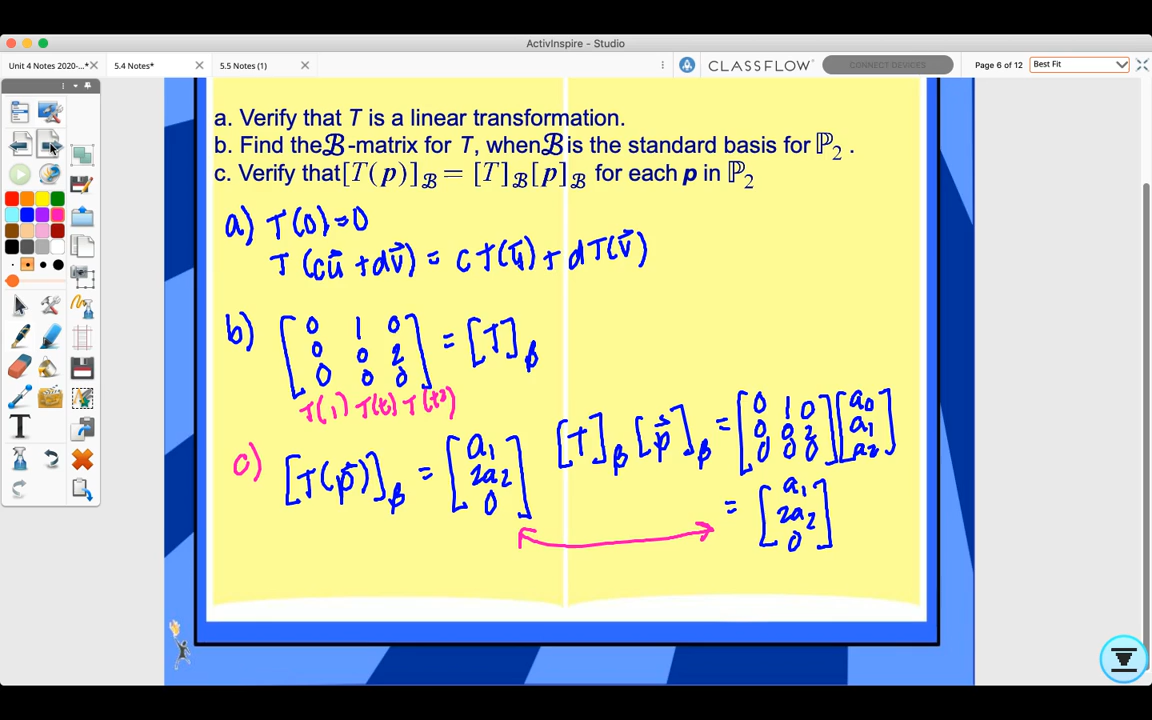 ActivInspire - Studio
Unit 4 Notes 2020-...*
5.4 Notes*
5.5 Notes (1)
CLASSFLOW
CONNECT DEVICES
Page 6 of 12
Best Fit
a. Verify that T is a linear transformation.
b. Find the ℬ-matrix for T, when ℬ is the standard basis for ℙ₂ .
c. Verify that [T(p)]ℬ = [T]ℬ[p]ℬ for each p in ℙ₂
a) T(0)=0
T(cu⃗ + dv⃗) = cT(u⃗) + dT(v⃗)
b) [0 1 0
0 0 2
0 0 0] = [T]β
T(1) T(t) T(t²)
c) [T(p⃗)]β = [a₁
2a₂
0]
[T]β [p⃗]β = [0 1 0
0 0 2
0 0 0] [a₀
a₁
a₂]
= [a₁
2a₂
0]
T